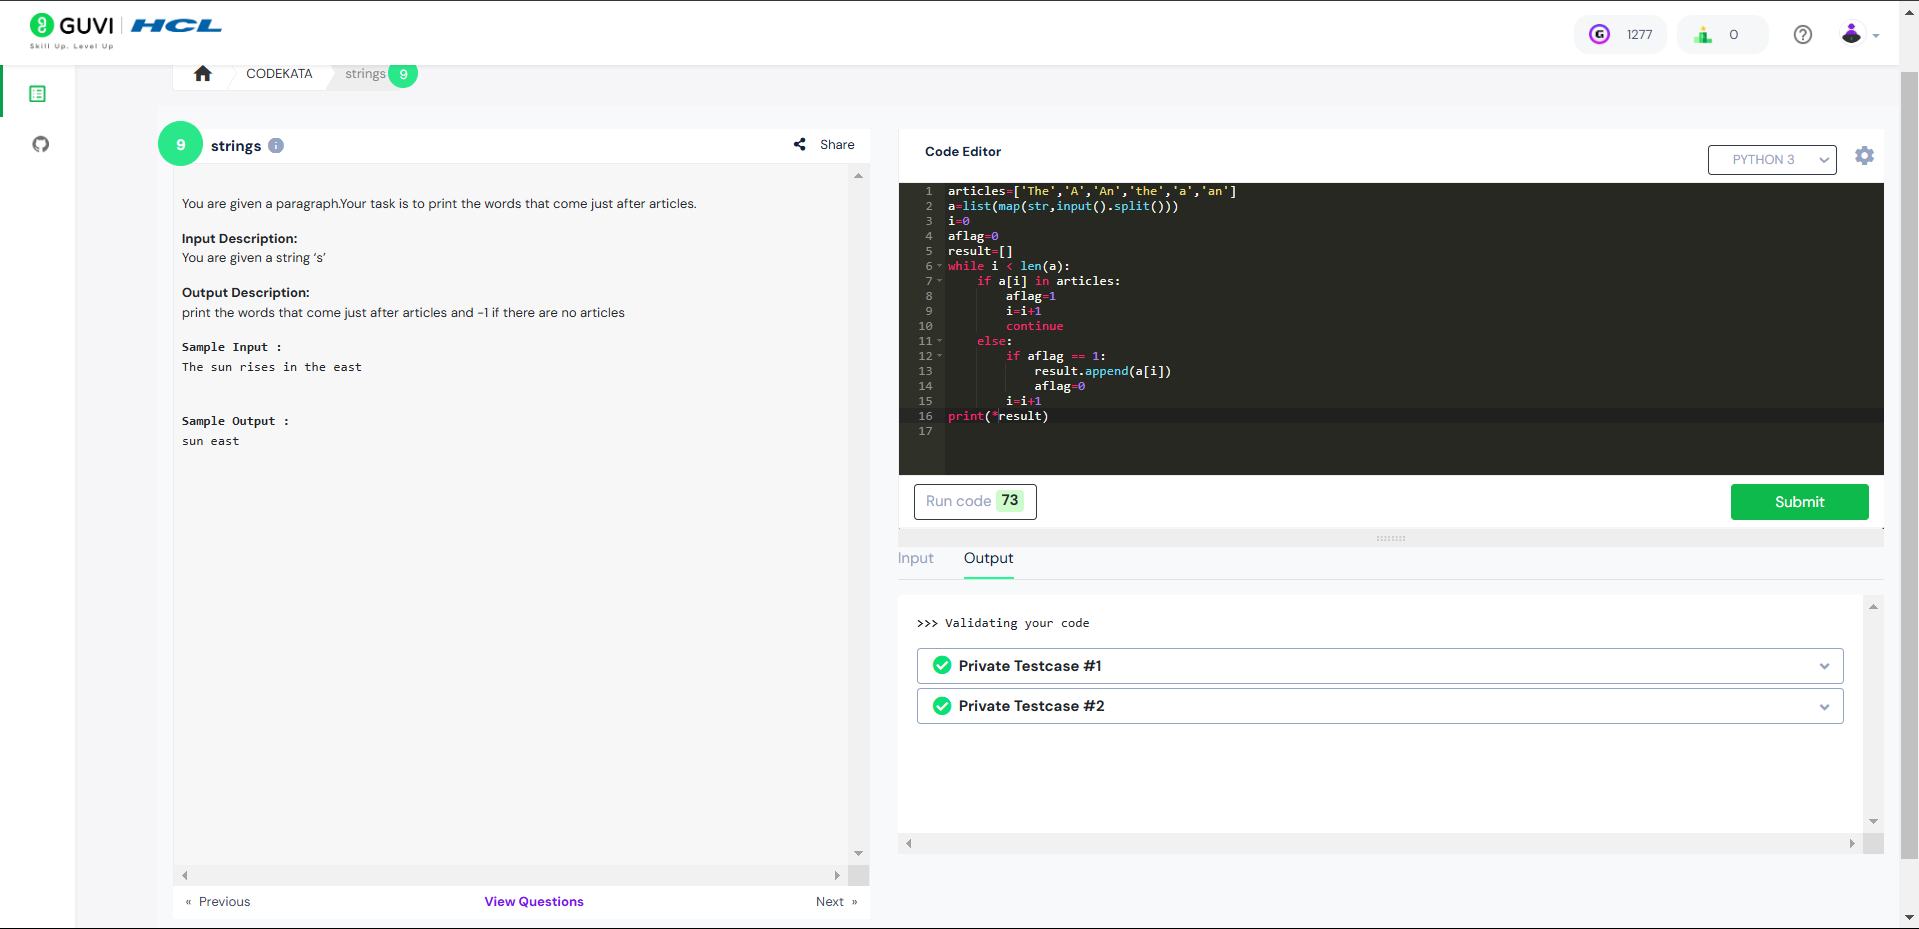 GUVI | HCL
Skill Up. Level Up
G 1277
0
CODEKATA
strings 9
9 strings
Share
You are given a paragraph.Your task is to print the words that come just after articles.
Input Description:
You are given a string ‘s’
Output Description:
print the words that come just after articles and -1 if there are no articles
Sample Input :
The sun rises in the east
Sample Output :
sun east
« Previous
View Questions
Next »
Code Editor
PYTHON 3
1 articles=['The','A','An','the','a','an']
2 a=list(map(str,input().split()))
3 i=0
4 aflag=0
5 result=[]
6 while i < len(a):
7     if a[i] in articles:
8         aflag=1
9         i=i+1
10         continue
11     else:
12         if aflag == 1:
13             result.append(a[i])
14             aflag=0
15         i=i+1
16 print(*result)
17
Run code 73
Submit
Input
Output
>>> Validating your code
Private Testcase #1
Private Testcase #2